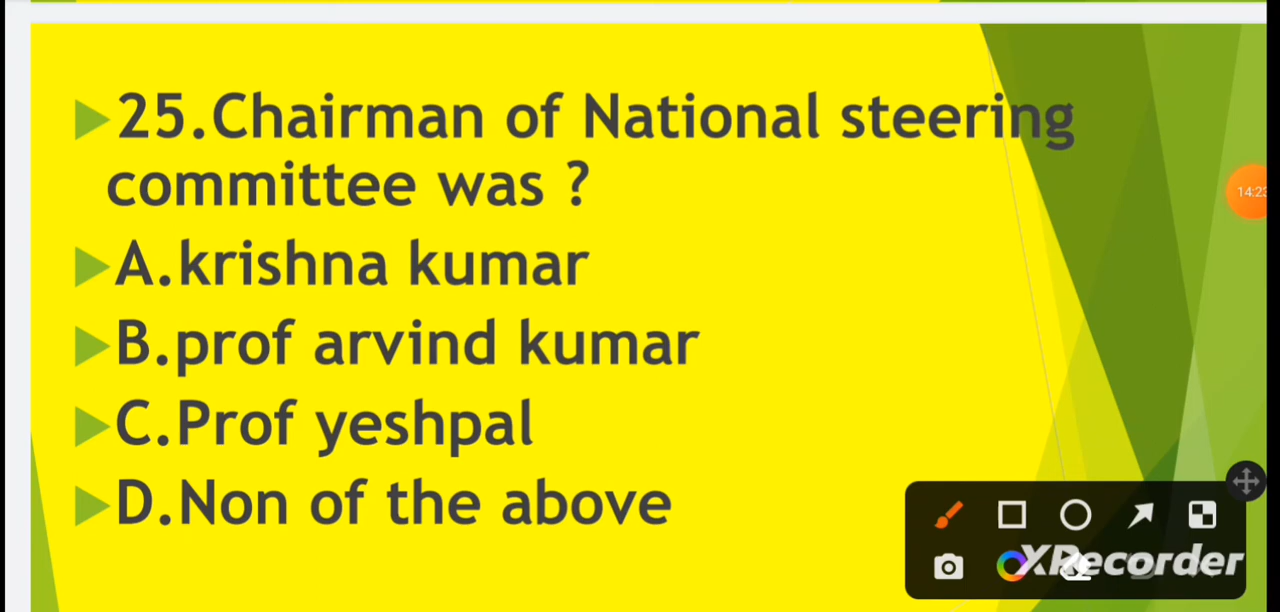 25.Chairman of National steering
committee was ?
A.krishna kumar
B.prof arvind kumar
C.Prof yeshpal
D.Non of the above
14:23
XRecorder